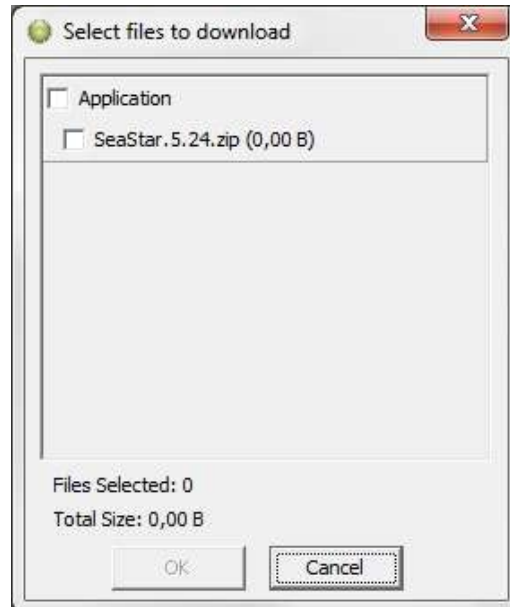 Select files to download
Application
SeaStar.5.24.zip (0,00 B)
Files Selected: 0
Total Size: 0,00 B
OK
Cancel